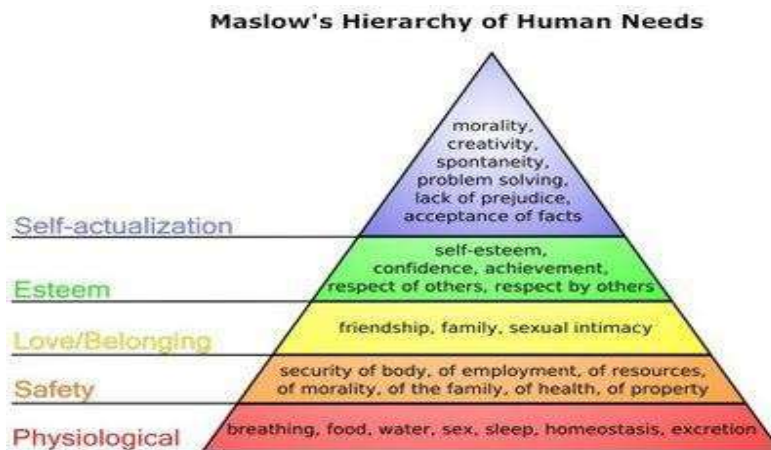 Maslow's Hierarchy of Human Needs
morality,
creativity,
spontaneity,
problem solving,
lack of prejudice,
acceptance of facts
Self-actualization
self-esteem,
confidence, achievement,
respect of others, respect by others
Esteem
friendship, family, sexual intimacy
Love/Belonging
security of body, of employment, of resources,
of morality, of the family, of health, of property
Safety
breathing, food, water, sex, sleep, homeostasis, excretion
Physiological